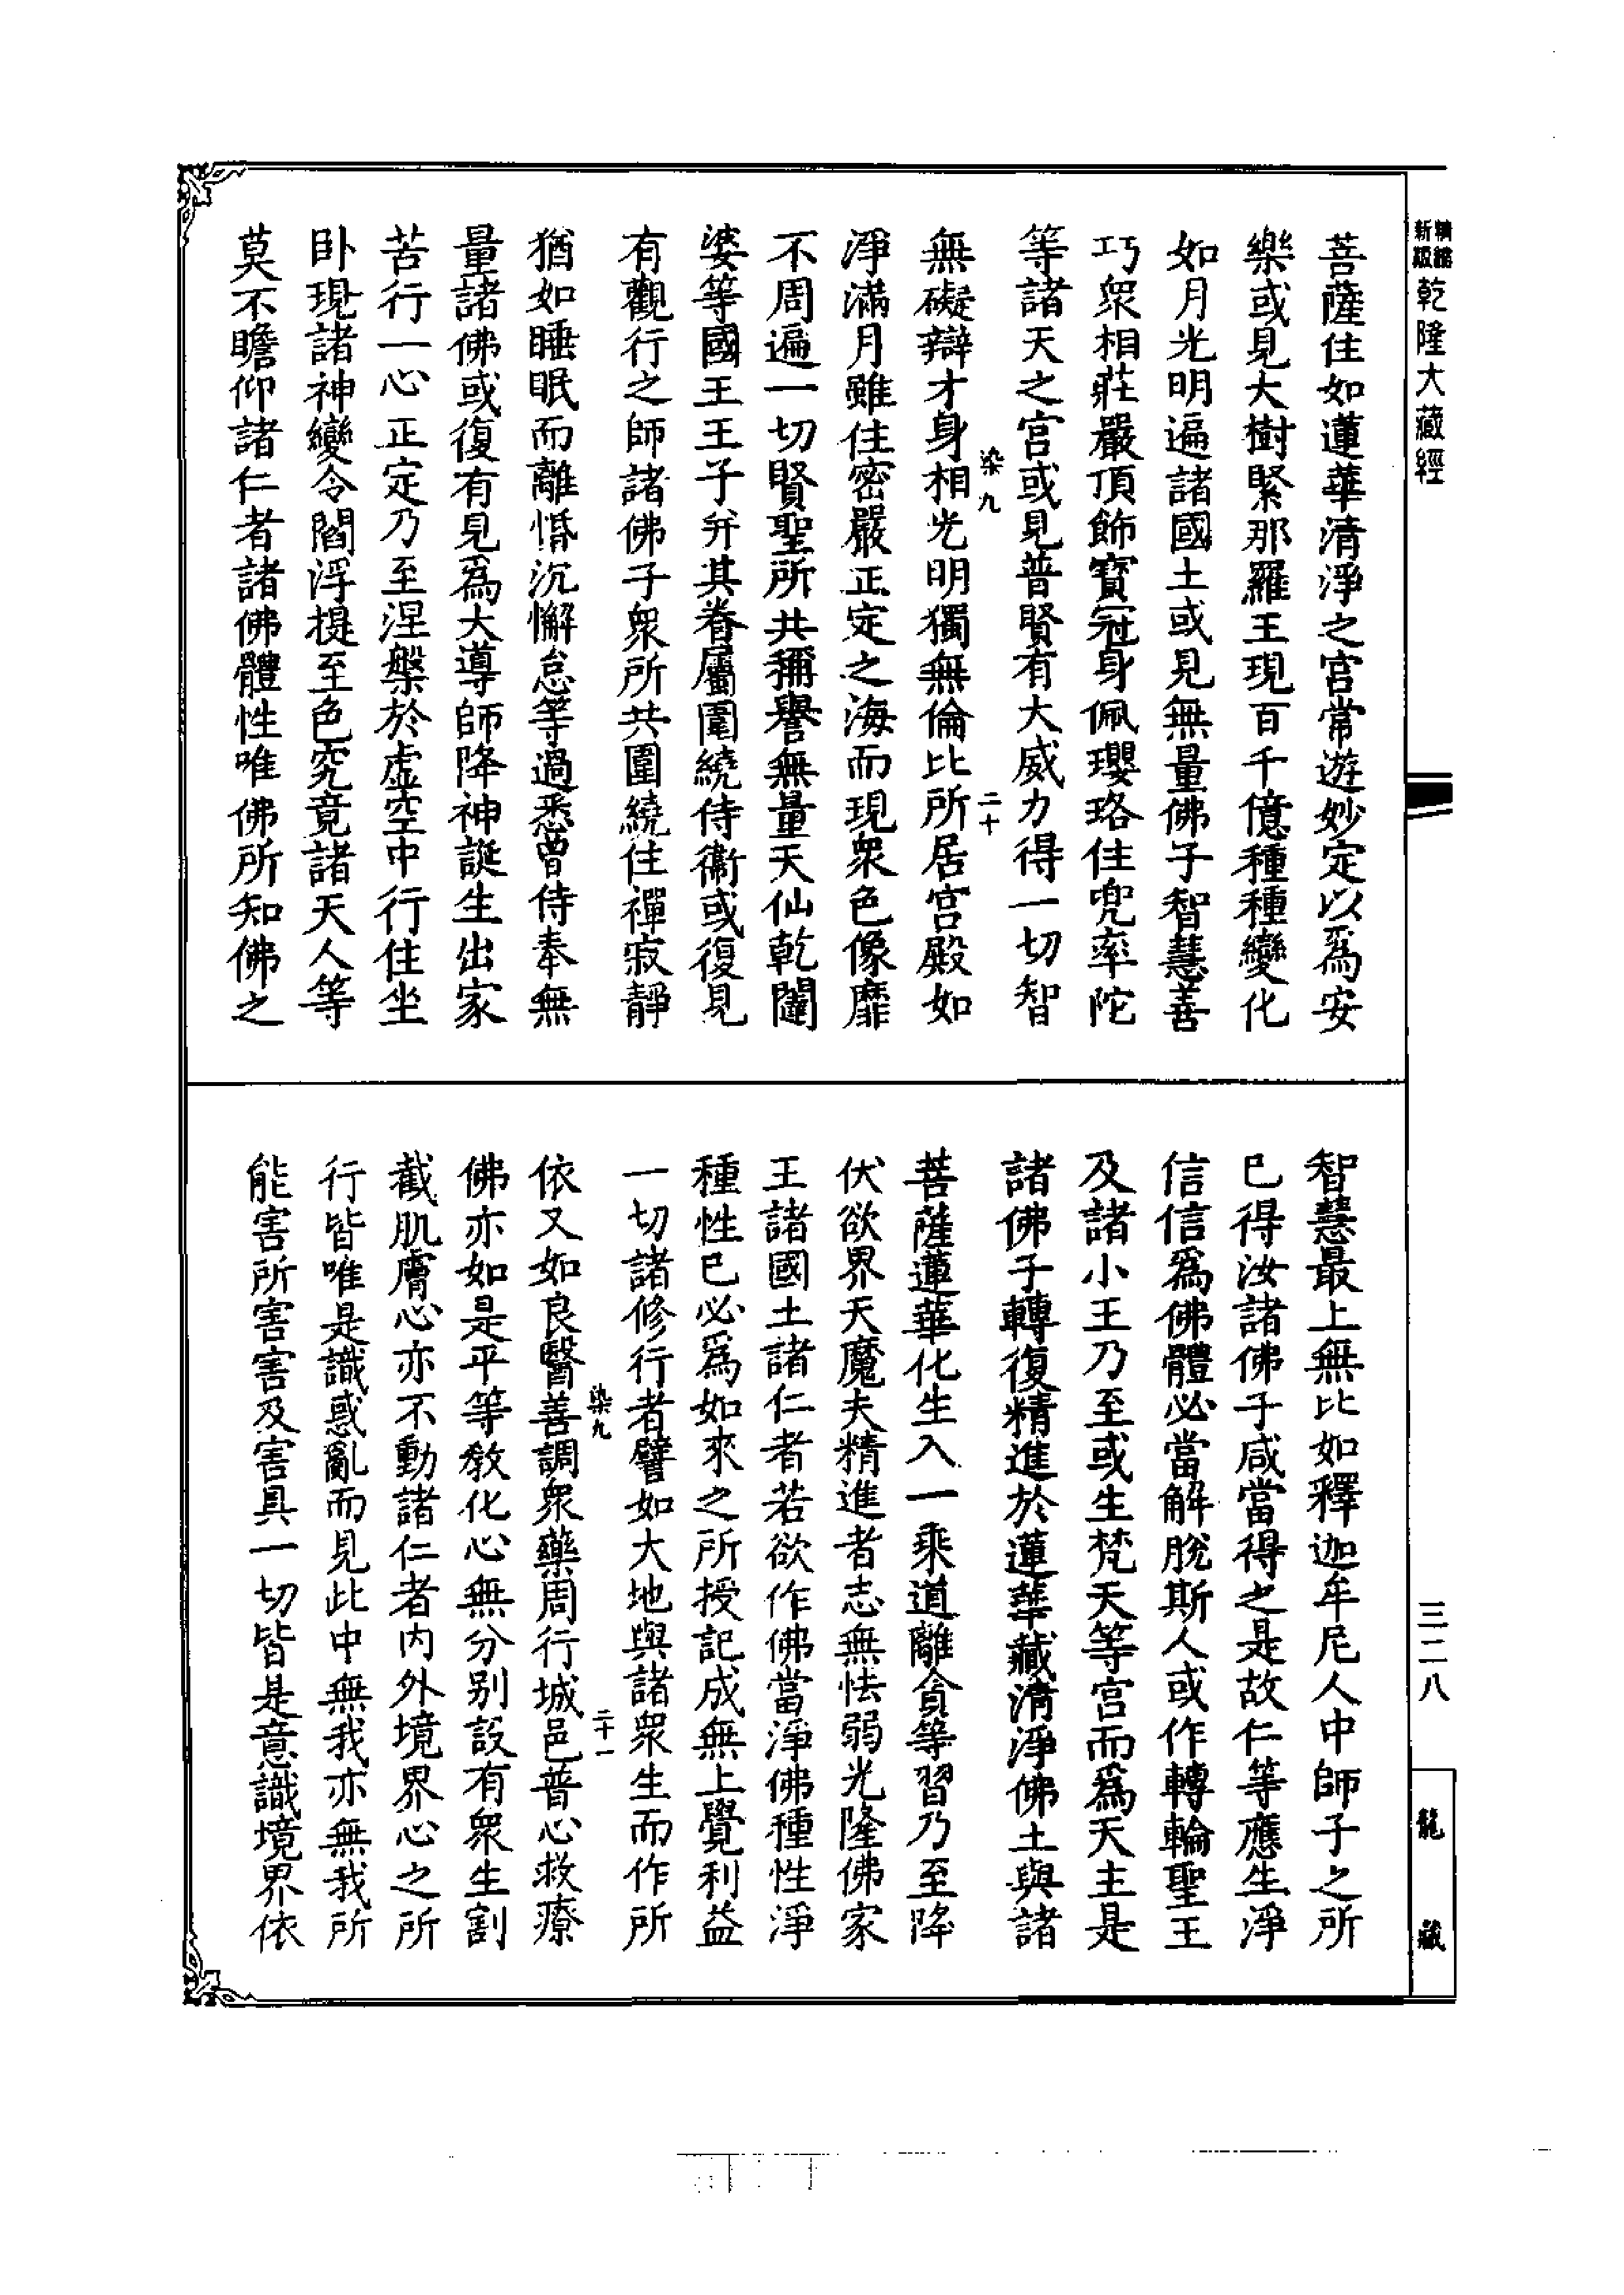 精編
新版
乾隆大藏經
菩薩住如蓮華清淨之宮常遊妙定以爲安
樂或見大樹緊那羅王現百千億種種變化
如月光明遍諸國土或見無量佛子智慧善
巧衆相莊嚴頂飾寶冠身佩瓔珞住兜率陀
等諸天之宮或見普賢有大威力得一切智
染九 二十
無礙辯才身相光明獨無倫比所居宮殿如
淨滿月雖住密嚴正定之海而現衆色像靡
不周遍一切賢聖所共稱譽無量天仙乾闥
婆等國王王子并其眷屬圍繞侍衞或復見
有觀行之師諸佛子衆所共圍繞住禪寂靜
猶如睡眠而離惛沉懈怠等過悉曾侍奉無
量諸佛或復有見爲大導師降神誕生出家
苦行一心正定乃至涅槃於虛空中行住坐
卧現諸神變令閻浮提至色究竟諸天人等
莫不瞻仰諸仁者諸佛體性唯佛所知佛之
智慧最上無比如釋迦牟尼人中師子之所
已得汝諸佛子咸當得之是故仁等應生淨
信信爲佛體必當解脫斯人或作轉輪聖王
及諸小王乃至或生梵天等宮而爲天主是
諸佛子轉復精進於蓮華藏清淨佛土與諸
菩薩蓮華化生入一乘道離貪等習乃至降
伏欲界天魔夫精進者志無怯弱光隆佛家
王諸國土諸仁者若欲作佛當淨佛種性淨
種性已必爲如來之所授記成無上覺利益
一切諸修行者譬如大地與諸衆生而作所
染九 二十一
依又如良醫善調衆藥周行城邑普心救療
佛亦如是平等教化心無分别設有衆生割
截肌膚心亦不動諸仁者内外境界心之所
行皆唯是識惑亂而見此中無我亦無我所
能害所害害及害具一切皆是意識境界依
三二八
龍藏